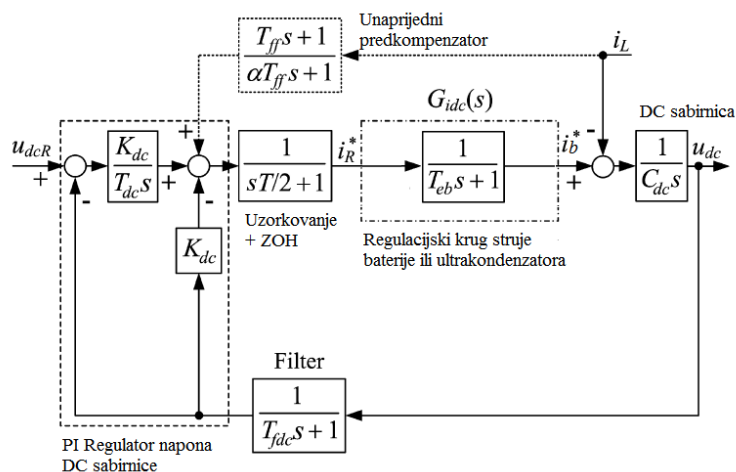 Unaprijedni
predkompenzator
T_ff s + 1
αT_ff s + 1
i_L
G_idc(s)
DC sabirnica
u_dcR
+
-
K_dc
T_dc s
+
+
-
1
sT/2 + 1
i_R^*
1
T_eb s + 1
i_b^*
+
-
1
C_dc s
u_dc
K_dc
Uzorkovanje
+ ZOH
Regulacijski krug struje
baterije ili ultrakondenzatora
Filter
1
T_fdc s + 1
PI Regulator napona
DC sabirnice